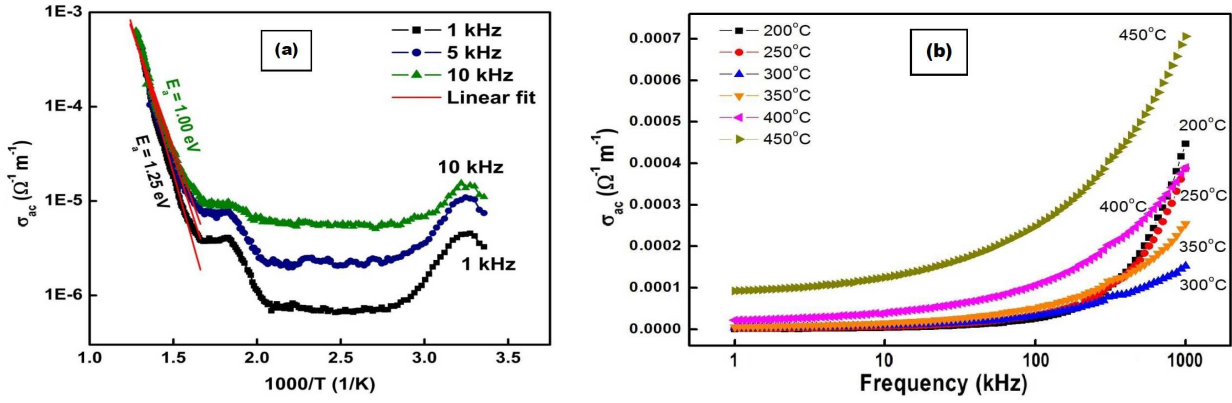 (a)
1 kHz
5 kHz
10 kHz
Linear fit
E_a = 1.00 eV
E_a = 1.25 eV
10 kHz
1 kHz
1E-3
1E-4
1E-5
1E-6
σ_ac (Ω⁻¹ m⁻¹)
1.0 1.5 2.0 2.5 3.0 3.5
1000/T (1/K)
(b)
200°C
250°C
300°C
350°C
400°C
450°C
450°C
200°C
400°C
250°C
350°C
300°C
0.0007
0.0006
0.0005
0.0004
0.0003
0.0002
0.0001
0.0000
σ_ac (Ω⁻¹ m⁻¹)
1 10 100 1000
Frequency (kHz)